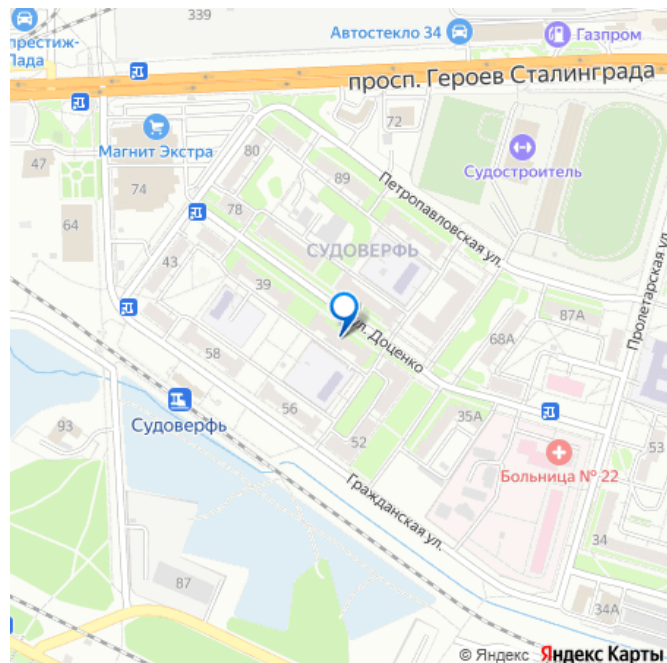 339
Автостекло 34
Газпром
престиж-
Лада
просп. Героев Сталинграда
72
Магнит Экстра
80
47
Судостроитель
89
74
Петропавловская ул.
64
78
СУДОВЕРФЬ
43
39
Пролетарская ул.
87А
ул. Доценко
68А
58
56
35А
Судоверфь
93
52
53
Больница № 22
Гражданская ул.
34
87
34А
© Яндекс Яндекс Карты